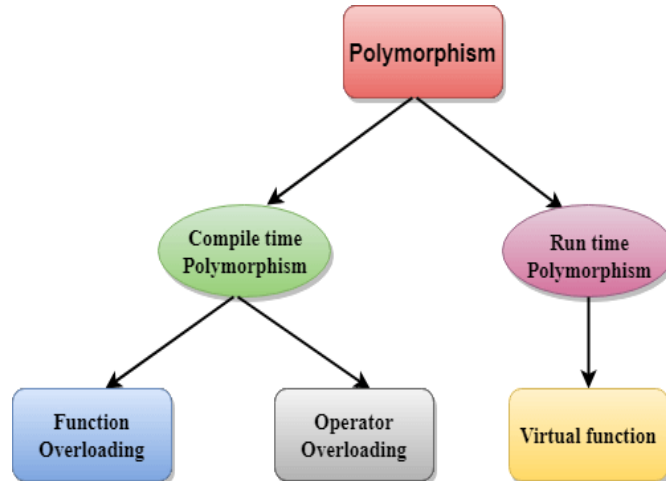 Polymorphism
Compile time
Polymorphism
Run time
Polymorphism
Function
Overloading
Operator
Overloading
Virtual function